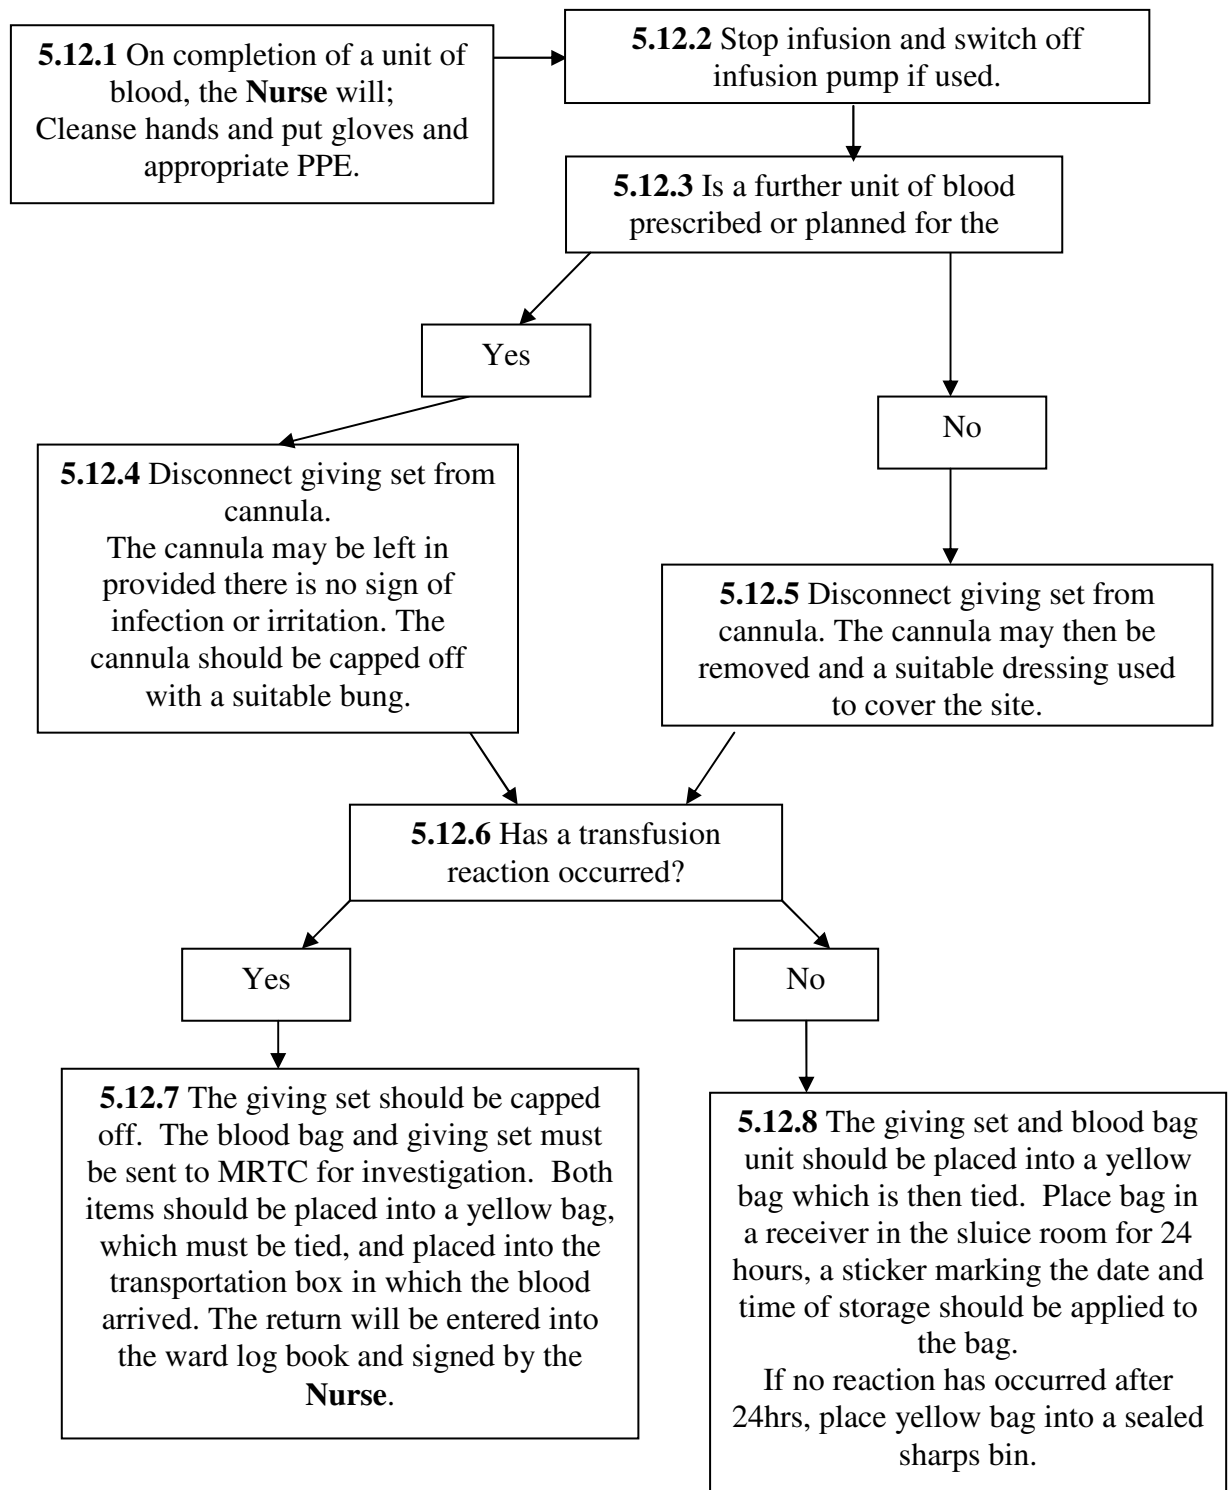 5.12.1 On completion of a unit of
blood, the Nurse will;
Cleanse hands and put gloves and
appropriate PPE.
5.12.2 Stop infusion and switch off
infusion pump if used.
5.12.3 Is a further unit of blood
prescribed or planned for the
Yes
No
5.12.4 Disconnect giving set from
cannula.
The cannula may be left in
provided there is no sign of
infection or irritation. The
cannula should be capped off
with a suitable bung.
5.12.5 Disconnect giving set from
cannula. The cannula may then be
removed and a suitable dressing used
to cover the site.
5.12.6 Has a transfusion
reaction occurred?
Yes
No
5.12.7 The giving set should be capped
off.  The blood bag and giving set must
be sent to MRTC for investigation.  Both
items should be placed into a yellow bag,
which must be tied, and placed into the
transportation box in which the blood
arrived. The return will be entered into
the ward log book and signed by the
Nurse.
5.12.8 The giving set and blood bag
unit should be placed into a yellow
bag which is then tied.  Place bag in
a receiver in the sluice room for 24
hours, a sticker marking the date and
time of storage should be applied to
the bag.
If no reaction has occurred after
24hrs, place yellow bag into a sealed
sharps bin.